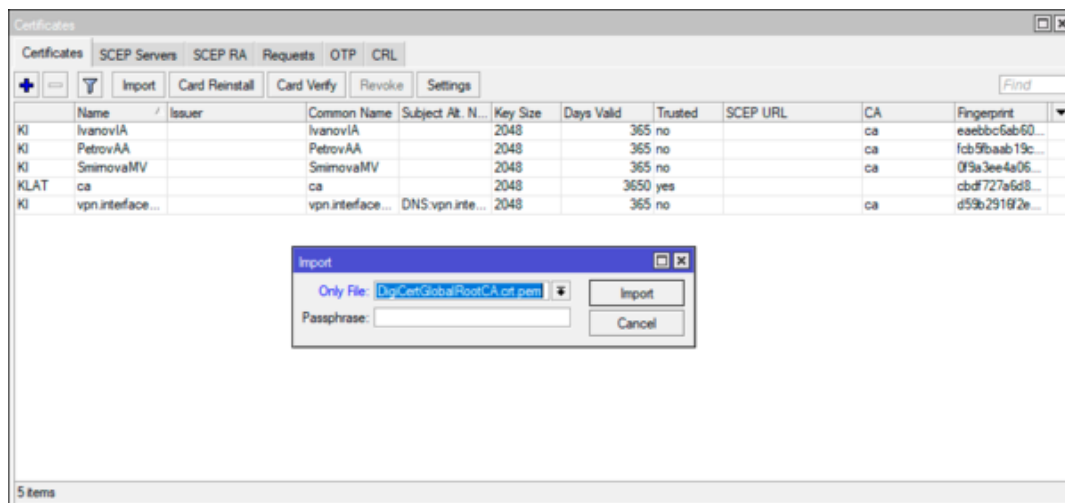 Certificates
Certificates SCEP Servers SCEP RA Requests OTP CRL
Import Card Reinstall Card Verify Revoke Settings Find
Name / Issuer Common Name Subject Alt. N... Key Size Days Valid Trusted SCEP URL CA Fingerprint
KI IvanovIA IvanovIA 2048 365 no ca eaebbc6ab60...
KI PetrovAA PetrovAA 2048 365 no ca fcb5fbaab19c...
KI SmirnovaMV SmirnovaMV 2048 365 no ca 0f9a3ee4a06...
KLAT ca ca 2048 3650 yes cbdf727a6d8...
KI vpn.interface... vpn.interface... DNS:vpn.inte... 2048 365 no ca d59b2916f2e...
Import
Only File: DigiCertGlobalRootCA.crt.pem Import
Passphrase: Cancel
5 items